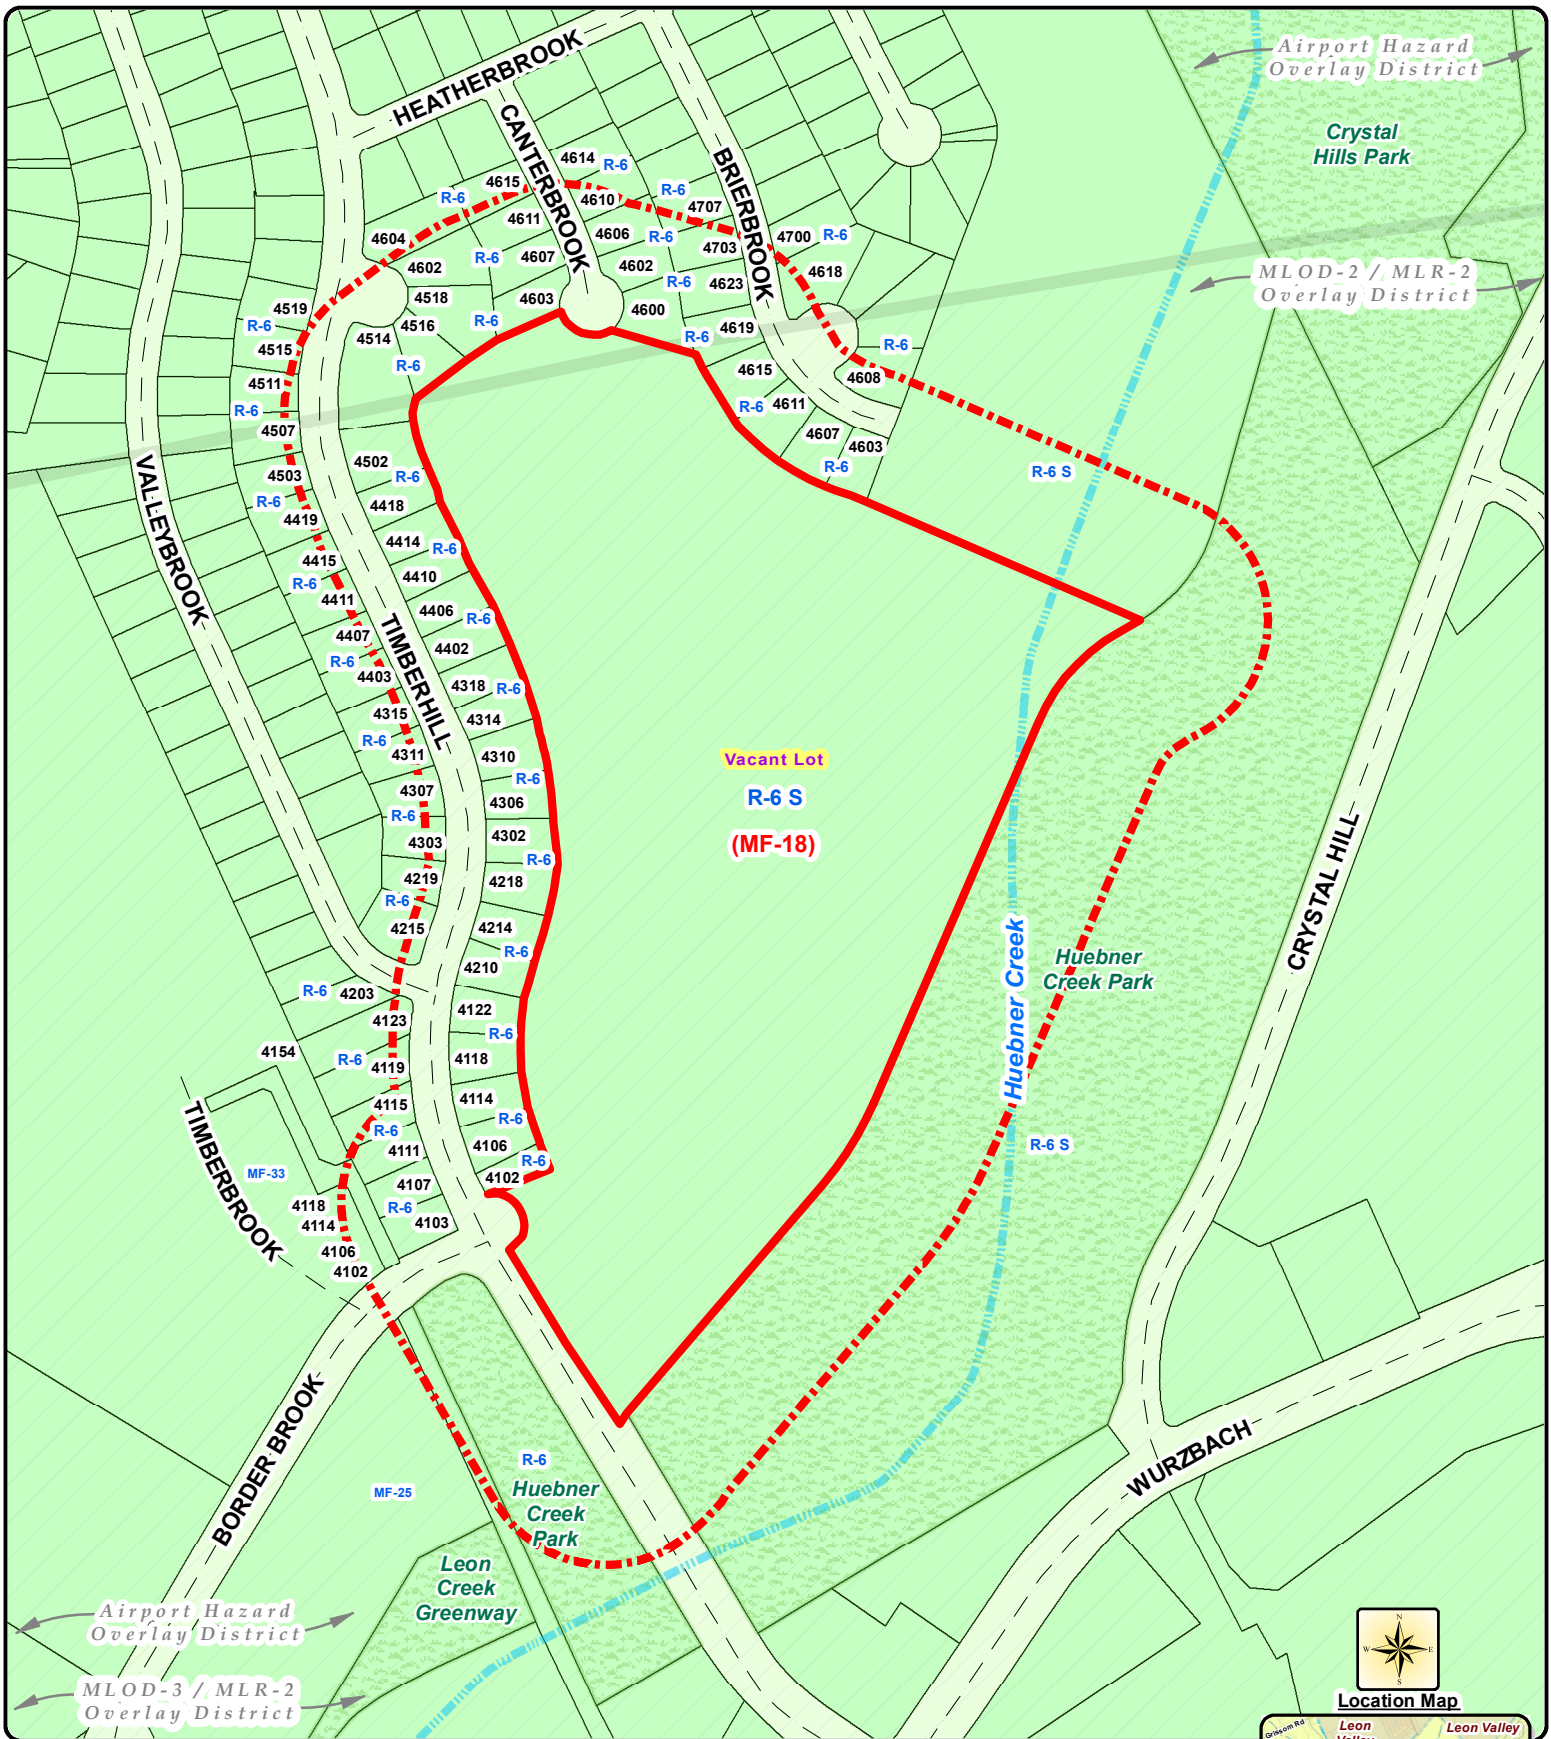 HEATHERBROOK
Airport Hazard
Overlay District
Crystal
Hills Park
CANTERBROOK
BRIERBROOK
4614
R-6
4615
R-6
R-6
4610
4707
4611
4606
R-6
4703
4700
R-6
4604
4607
R-6
4602
4602
R-6
4623
4618
MLOD-2 / MLR-2
Overlay District
4518
4603
4600
4519
R-6
4514
4516
R-6
4619
R-6
R-6
4515
R-6
4615
4608
4511
R-6
4507
R-6
4611
4607
4603
R-6
R-6 S
4502
R-6
4503
R-6
4418
4419
VALLEYBROOK
4414
R-6
4415
R-6
4410
4411
4406
R-6
TIMBERHILL
4407
4402
R-6
4403
4318
R-6
4315
4314
R-6
4311
4310
R-6
Vacant Lot
R-6 S
(MF-18)
4307
R-6
4306
4303
4302
R-6
4219
R-6
4218
CRYSTAL HILL
4215
4214
R-6
4210
Huebner Creek
Huebner
Creek Park
R-6
4203
4123
4122
R-6
4154
R-6
4119
4118
4115
4114
R-6
R-6
4111
4106
R-6
R-6 S
TIMBERBROOK
MF-33
4107
4102
R-6
4103
4118
4114
4106
4102
BORDER BROOK
WURZBACH
R-6
MF-25
Huebner
Creek
Park
Leon
Creek
Greenway
Airport Hazard
Overlay District
MLOD-3 / MLR-2
Overlay District
N
W
E
S
Location Map
Grissom Rd
Leon
Valley
Leon Valley